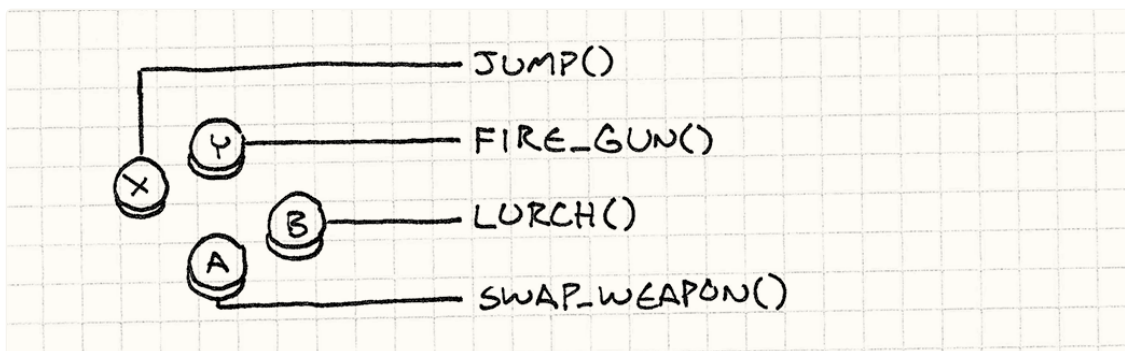 JUMP()
Y
FIRE_GUN()
X
B
LURCH()
A
SWAP_WEAPON()